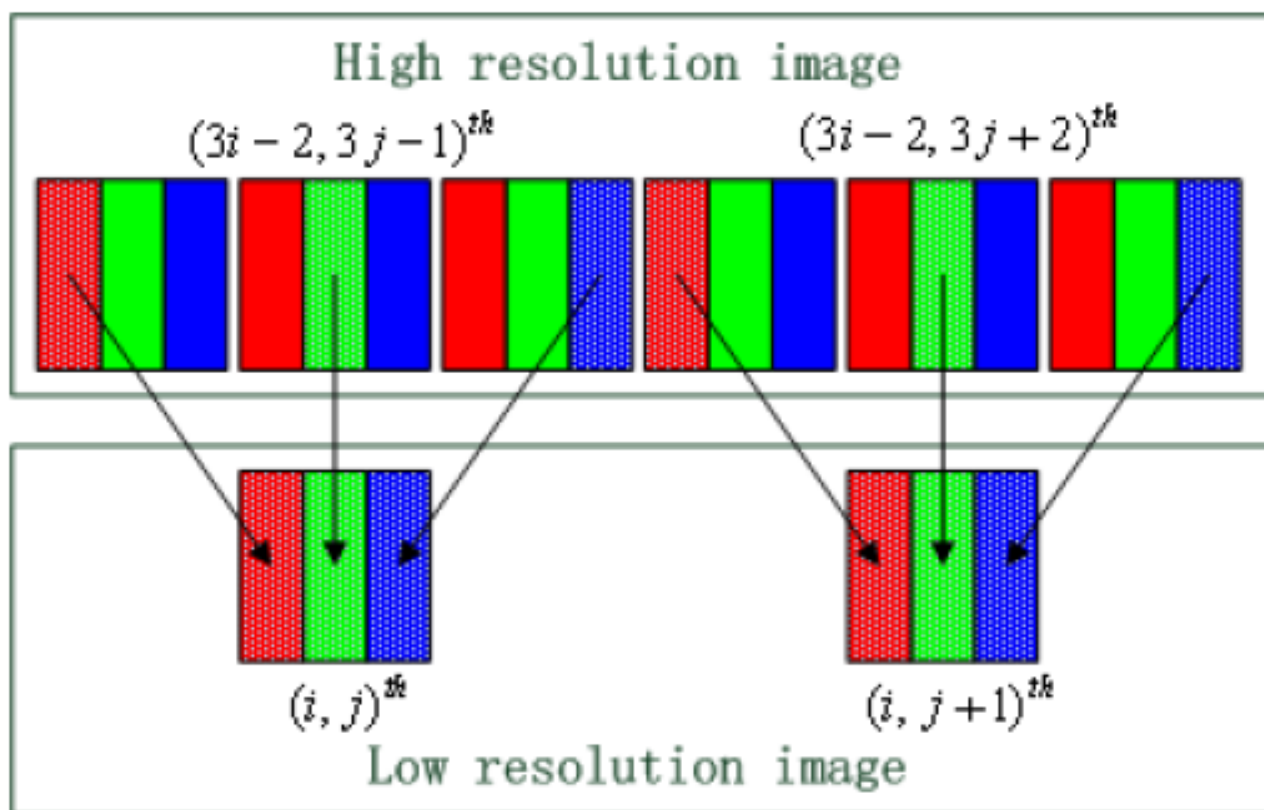 High resolution image
(3i − 2, 3j − 1)^th (3i − 2, 3j + 2)^th
(i, j)^th (i, j + 1)^th
Low resolution image